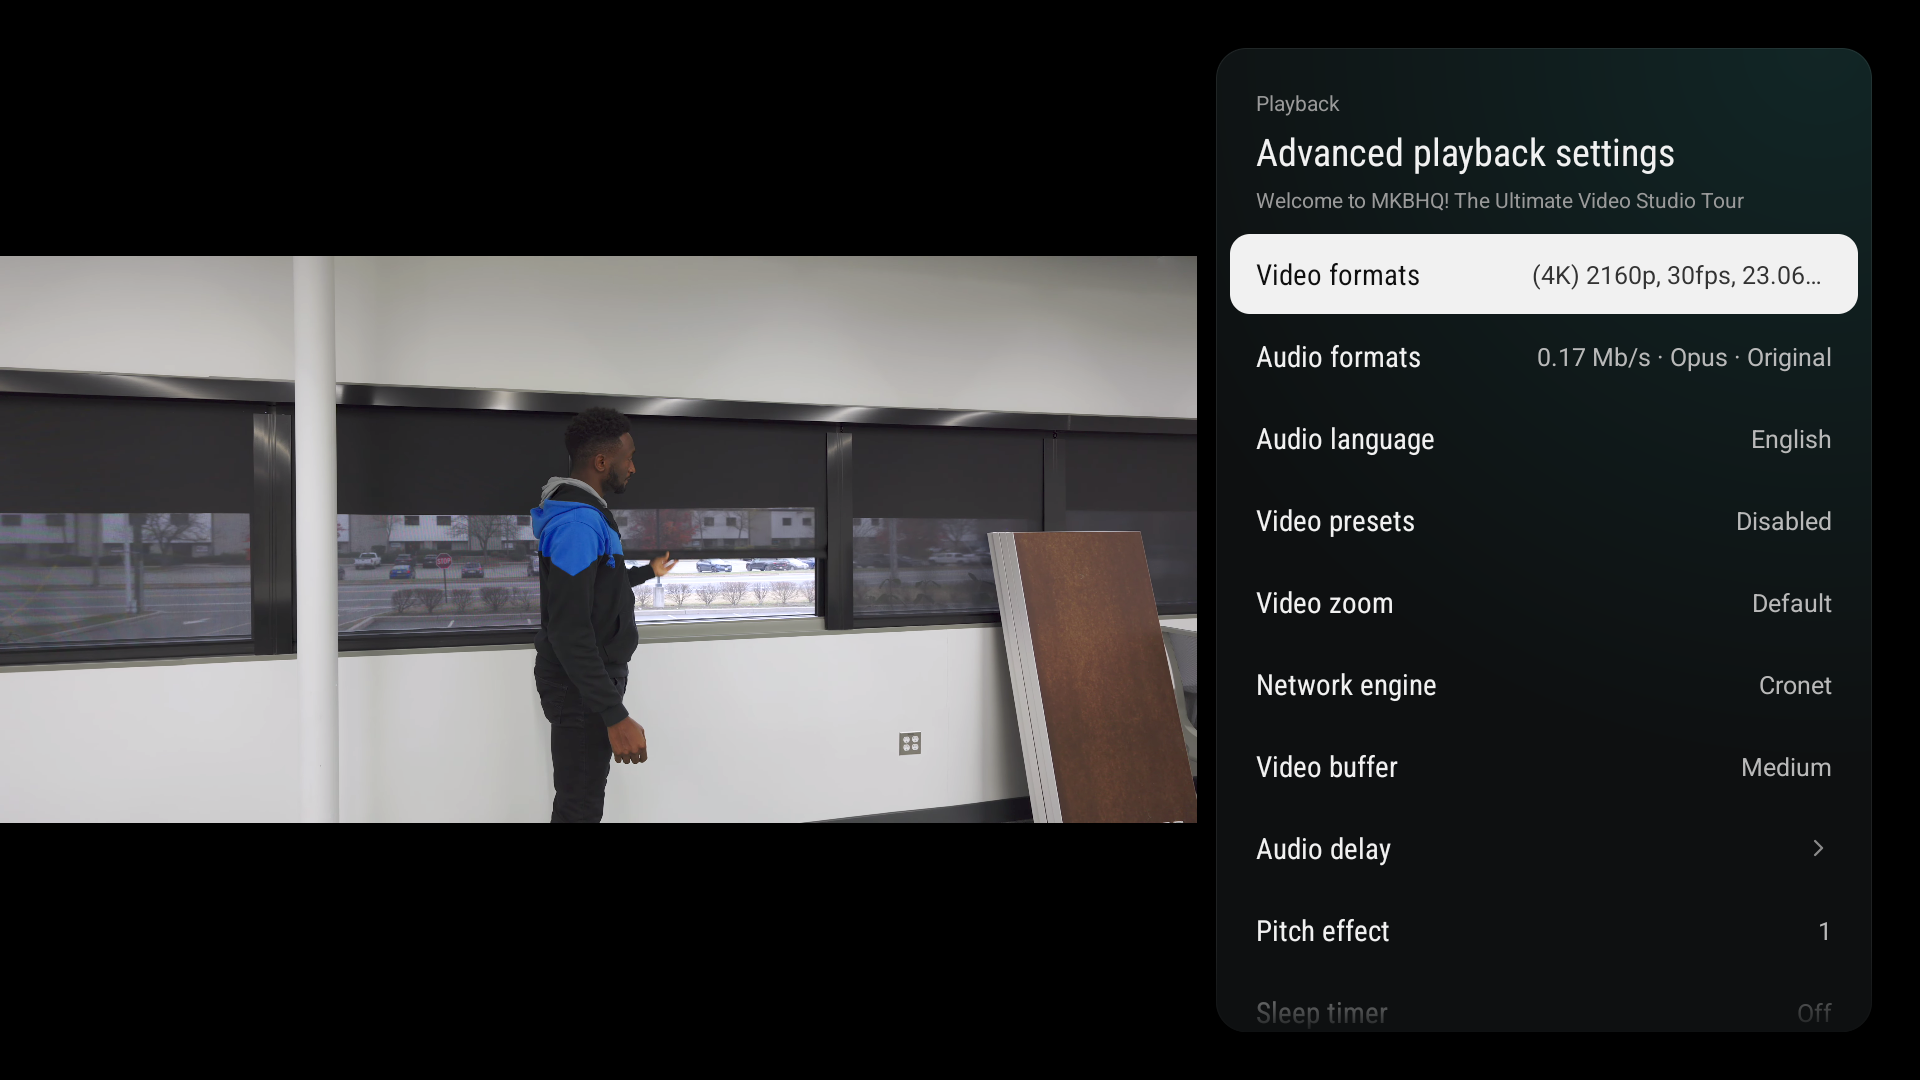 Playback
Advanced playback settings
Welcome to MKBHQ! The Ultimate Video Studio Tour
Video formats (4K) 2160p, 30fps, 23.06...
Audio formats 0.17 Mb/s · Opus · Original
Audio language English
Video presets Disabled
Video zoom Default
Network engine Cronet
Video buffer Medium
Audio delay
Pitch effect 1
Sleep timer Off